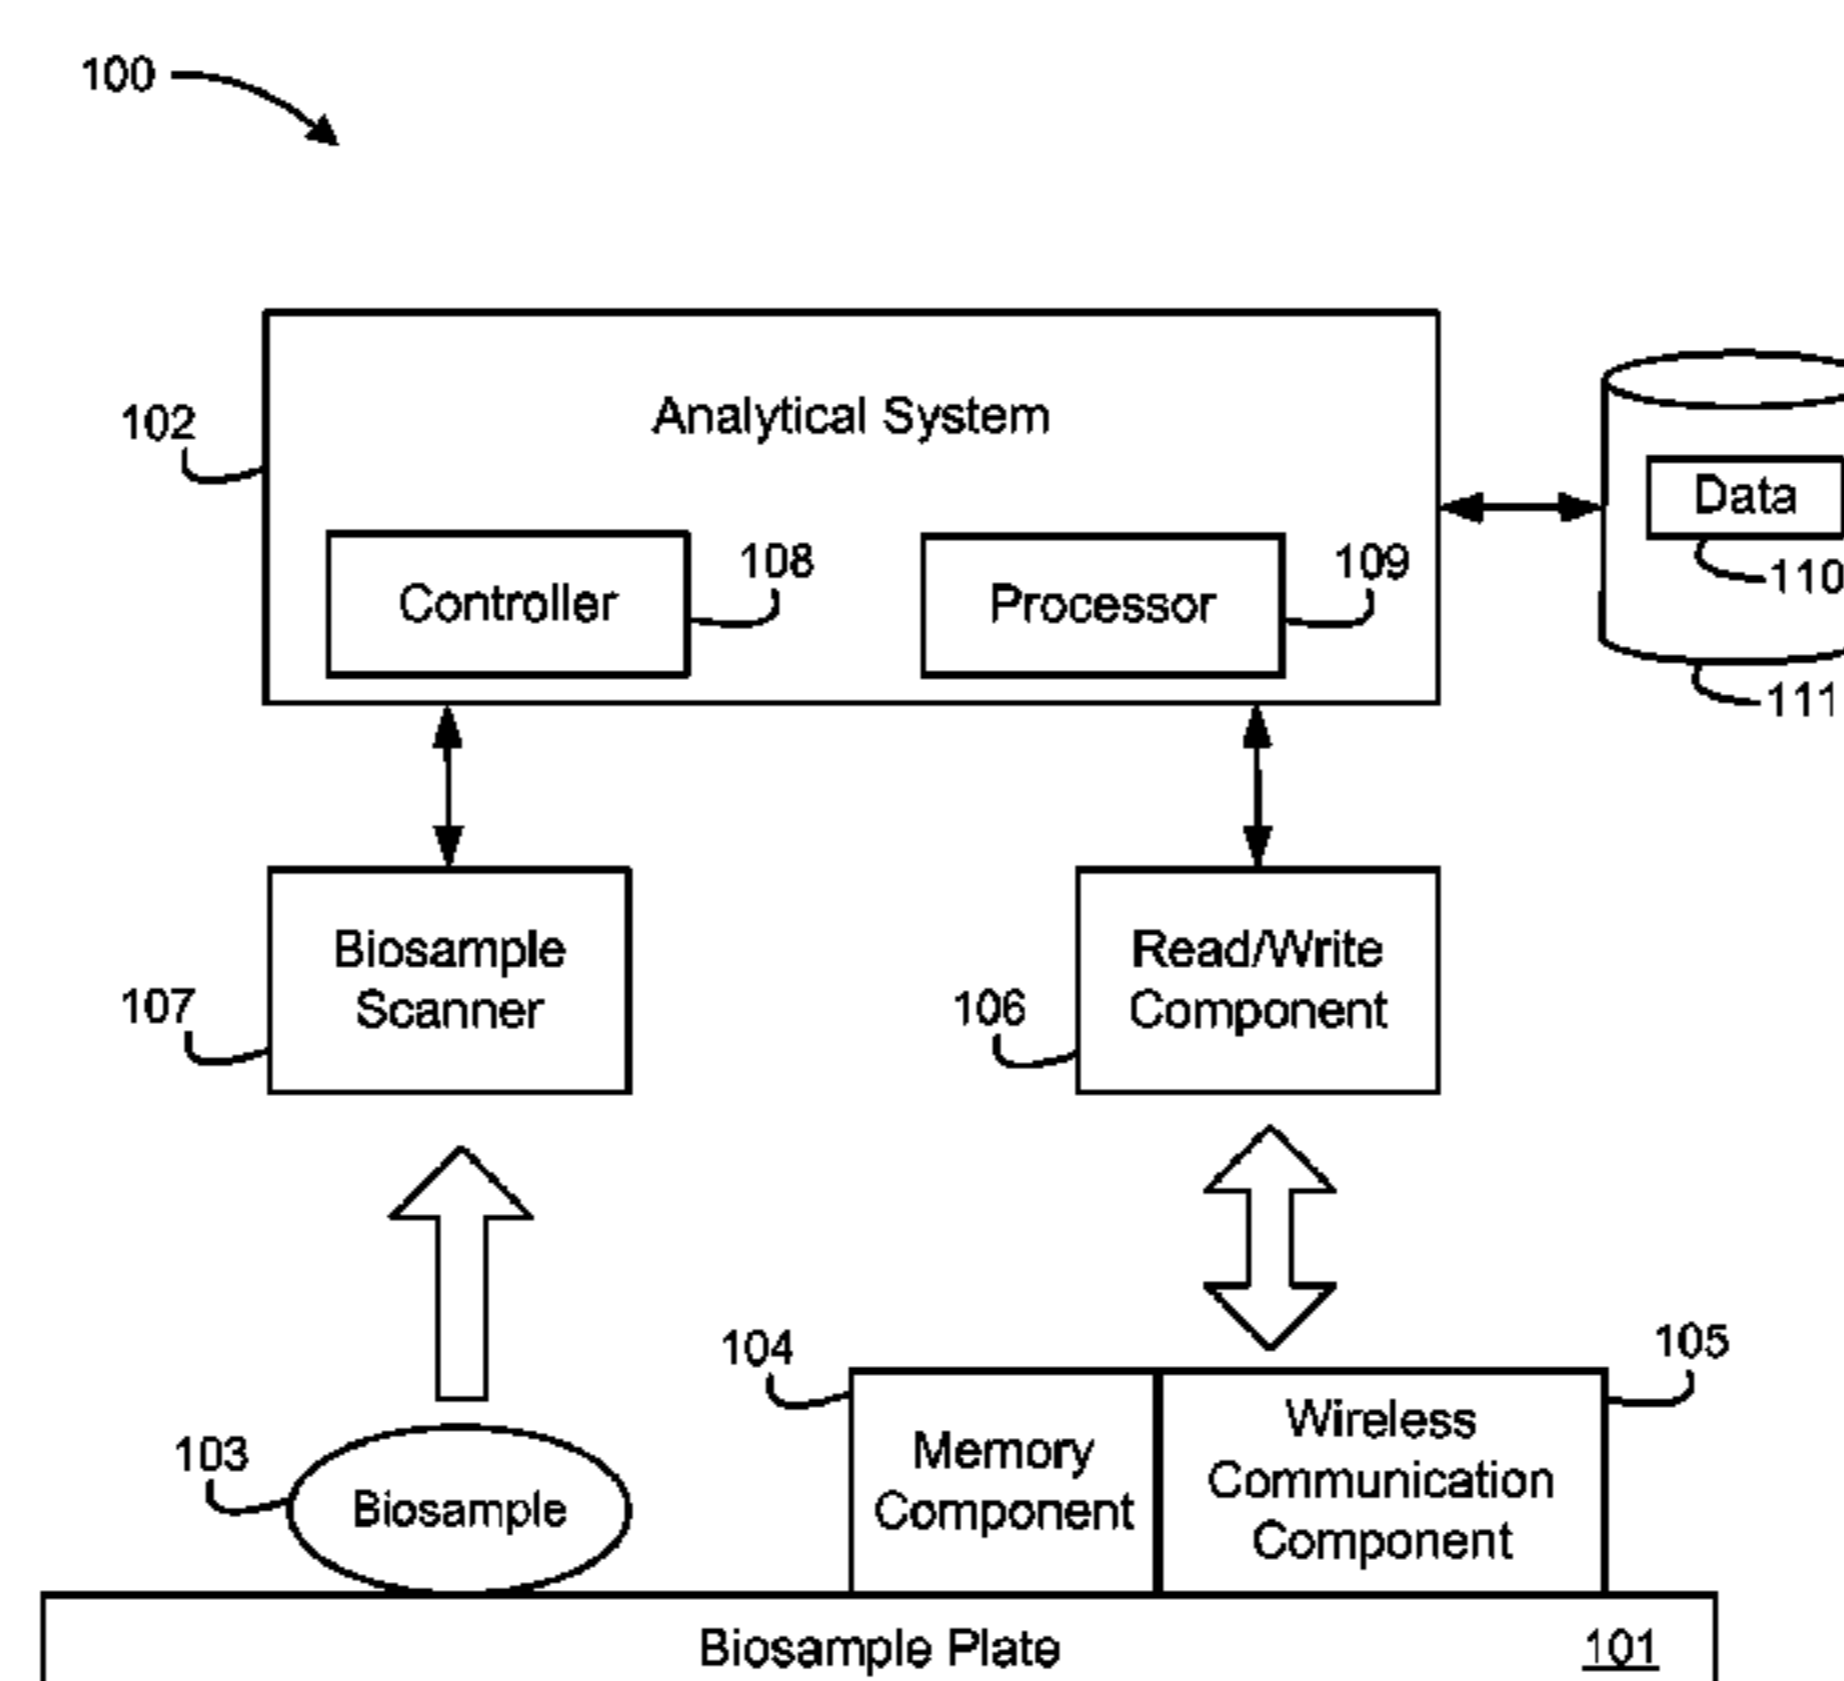 100
102
Analytical System
Controller
108
Processor
109
Data
110
111
107
Biosample
Scanner
106
Read/Write
Component
103
Biosample
104
Memory
Component
105
Wireless
Communication
Component
Biosample Plate
101